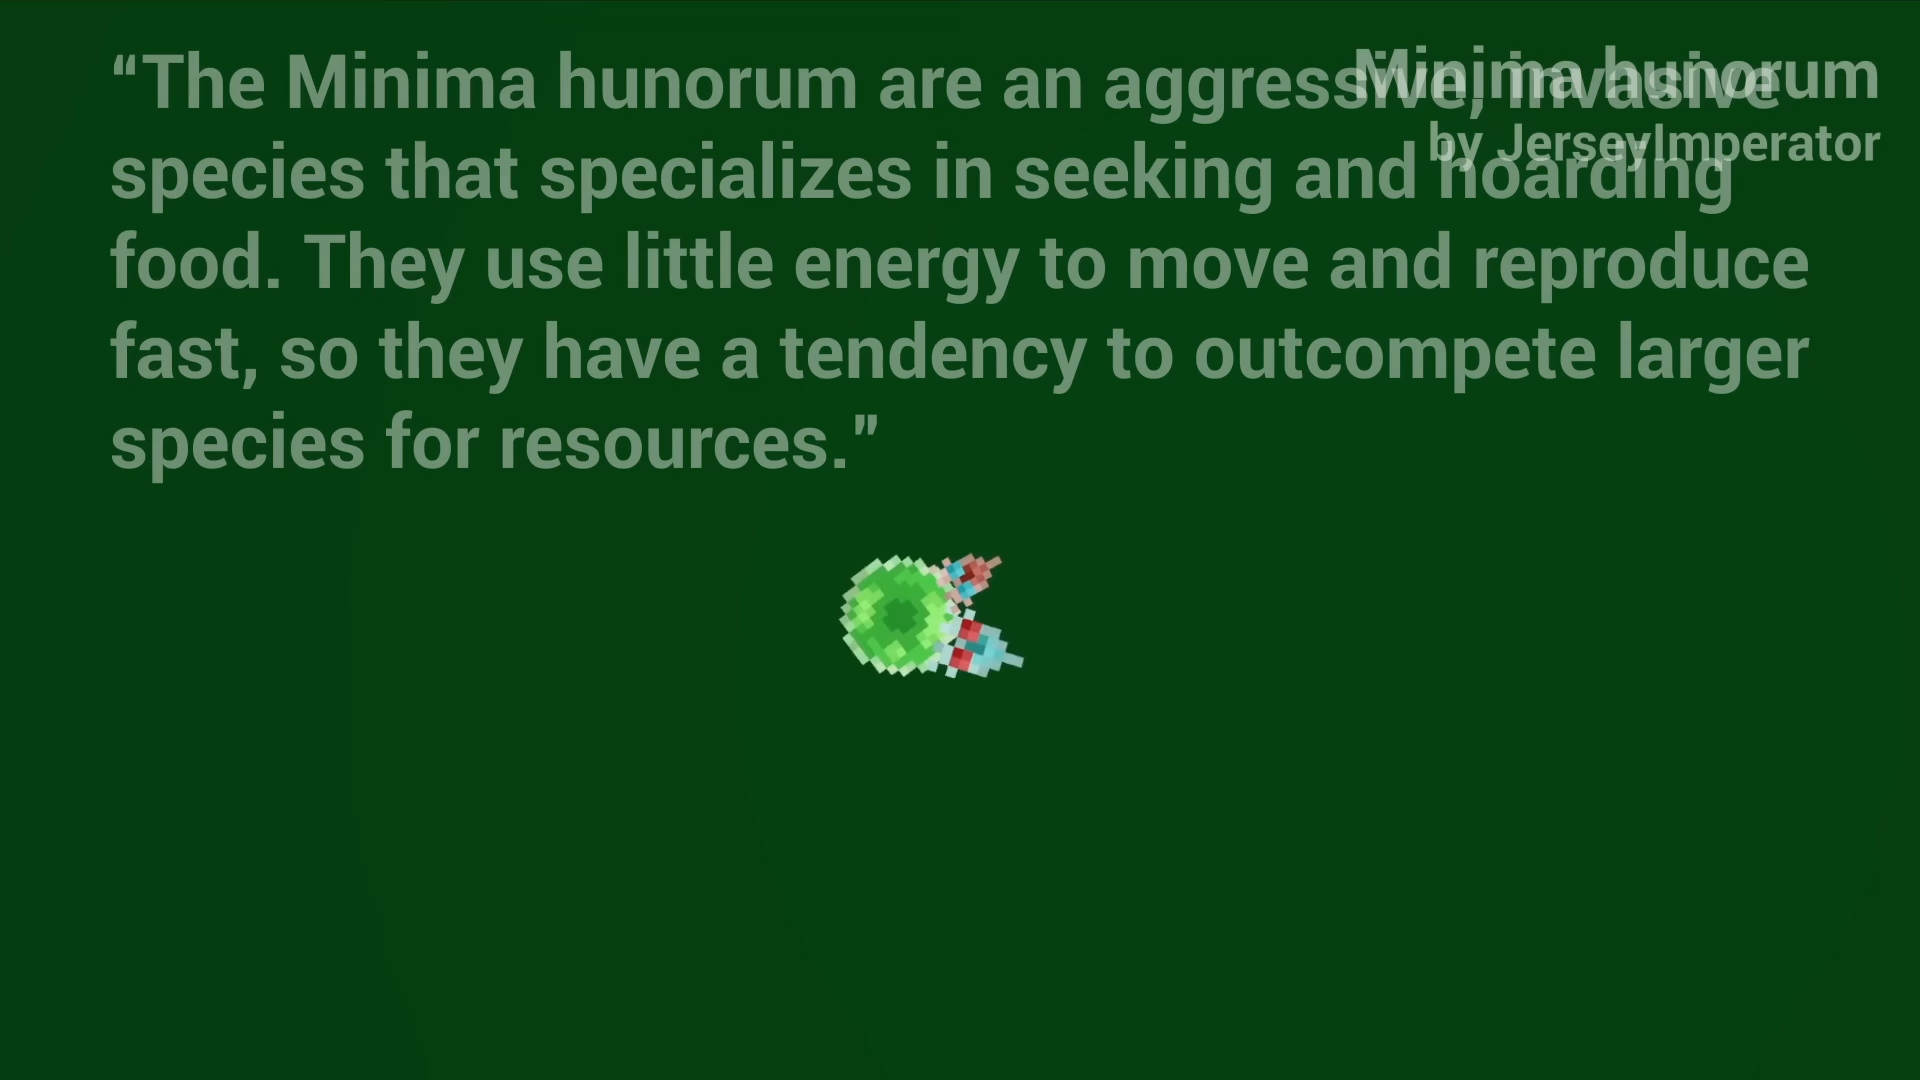 “The Minima hunorum are an aggressive, invasive
species that specializes in seeking and hoarding
food. They use little energy to move and reproduce
fast, so they have a tendency to outcompete larger
species for resources.”
Minima hunorum
by JerseyImperator